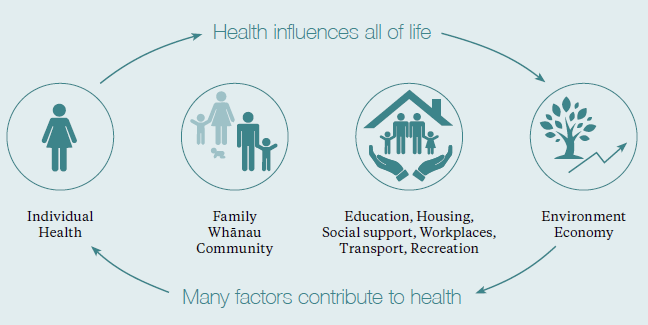 Health influences all of life
Individual
Health
Family
Whānau
Community
Education, Housing,
Social support, Workplaces,
Transport, Recreation
Environment
Economy
Many factors contribute to health